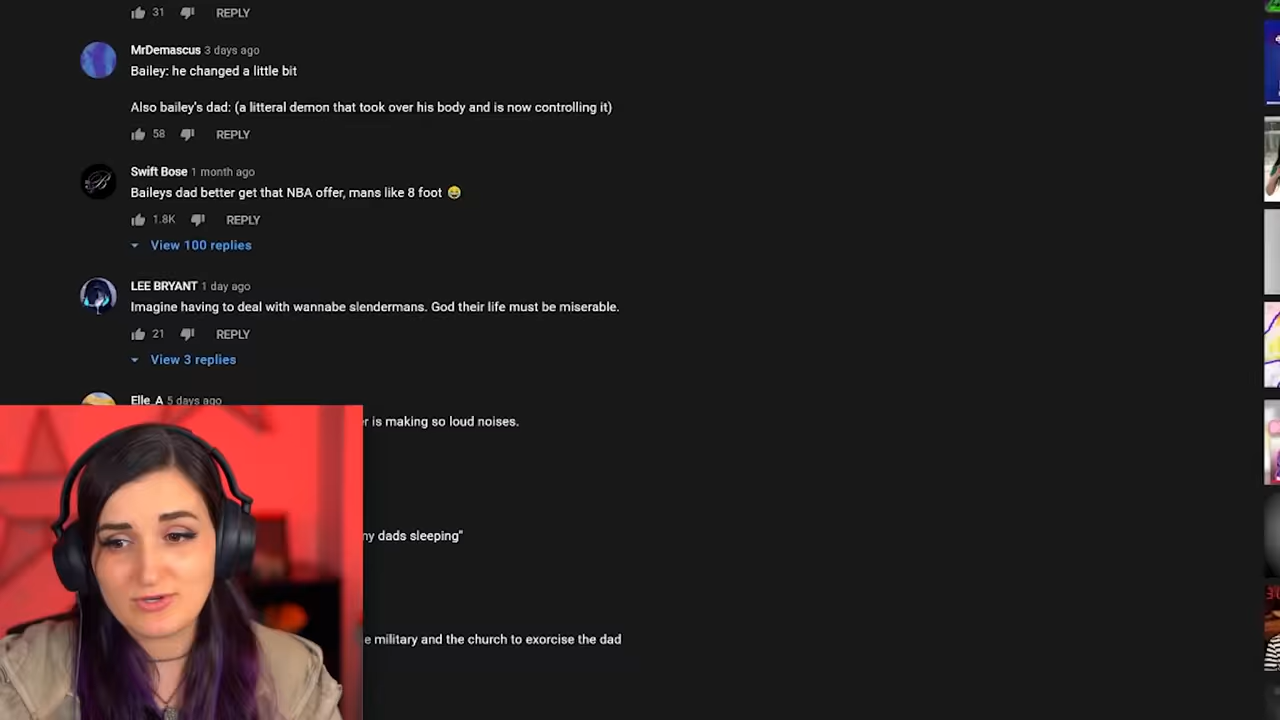 31 REPLY
MrDemascus 3 days ago
Bailey: he changed a little bit
Also bailey's dad: (a litteral demon that took over his body and is now controlling it)
58 REPLY
Swift Bose 1 month ago
Baileys dad better get that NBA offer, mans like 8 foot 😂
1.8K REPLY
View 100 replies
LEE BRYANT 1 day ago
Imagine having to deal with wannabe slendermans. God their life must be miserable.
21 REPLY
View 3 replies
Elle_A 5 days ago
is making so loud noises.
dads sleeping"
military and the church to exorcise the dad